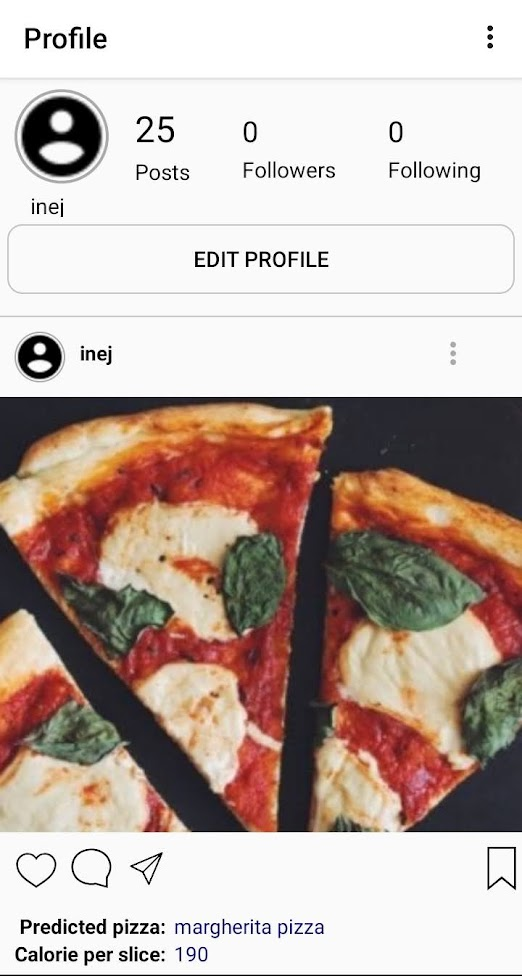 Profile
25 0 0
Posts Followers Following
inej
EDIT PROFILE
inej
Predicted pizza: margherita pizza
Calorie per slice: 190